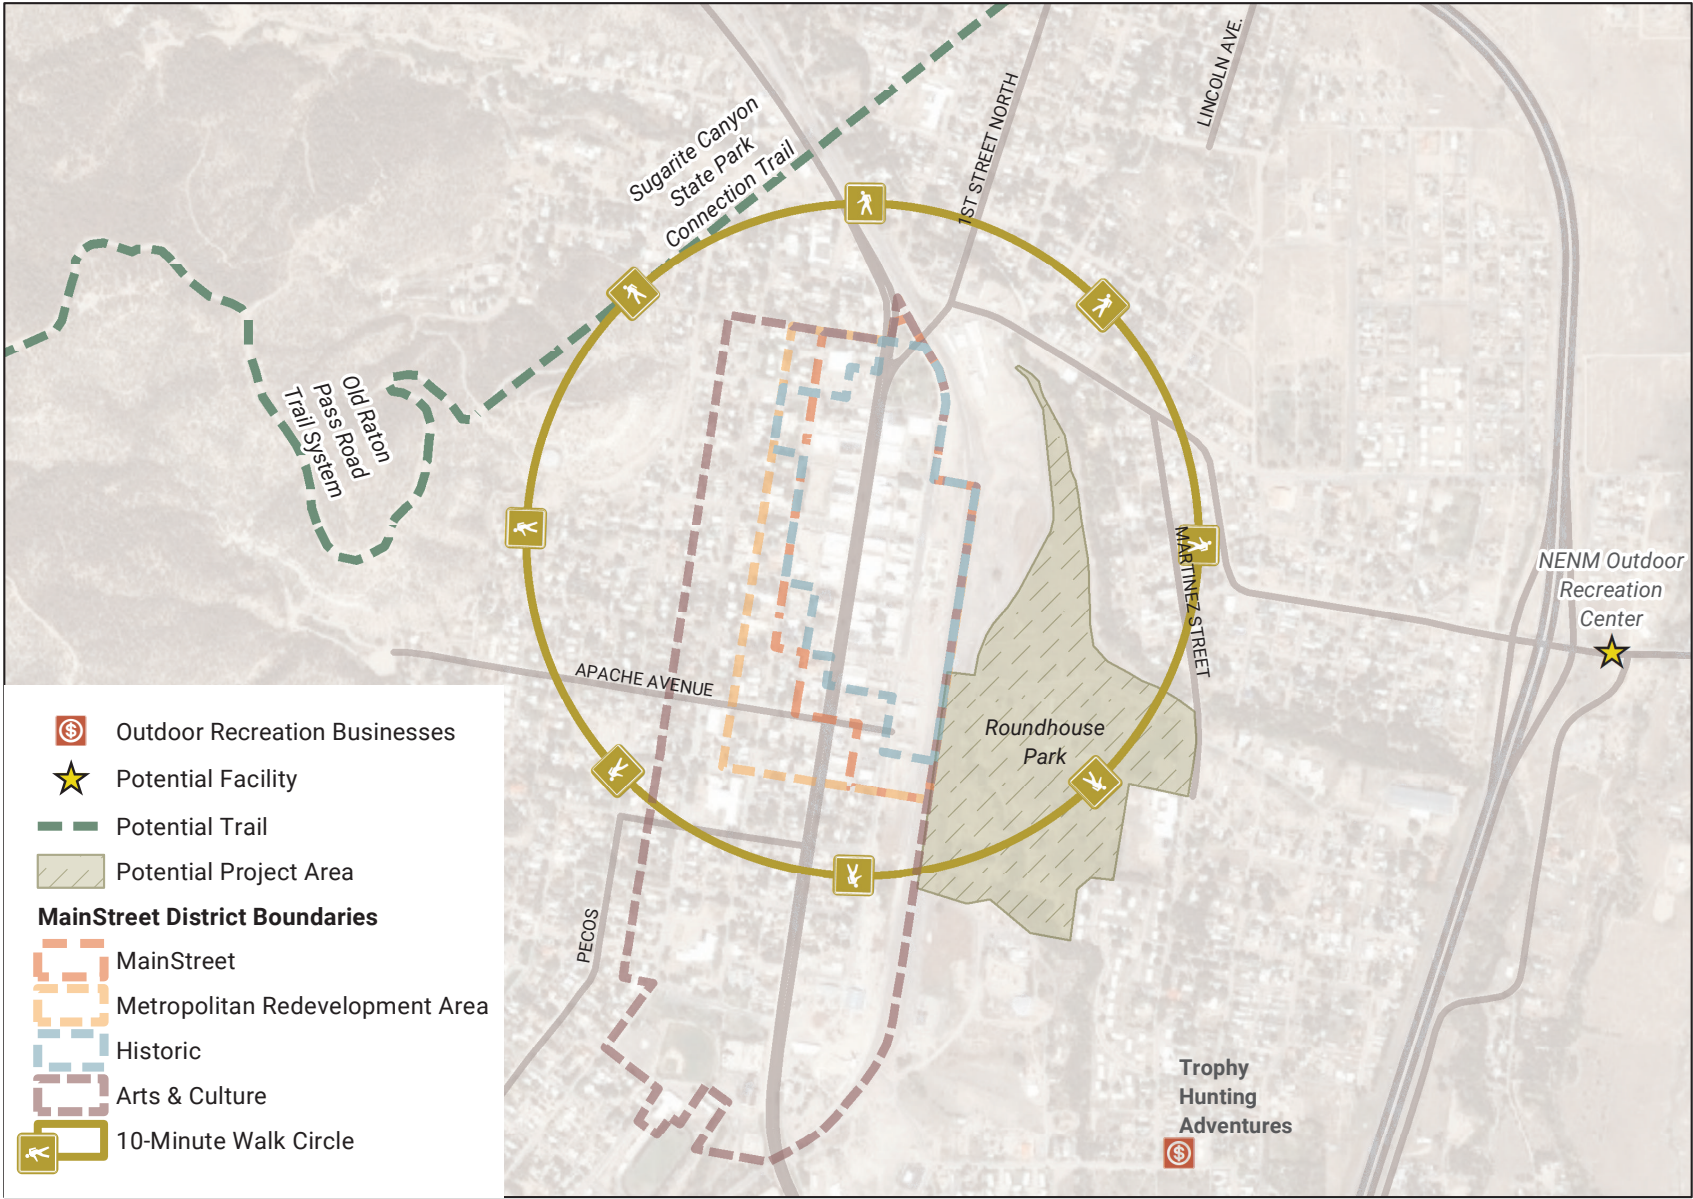 LINCOLN AVE.
1ST STREET NORTH
Sugarite Canyon
State Park
Connection Trail
Old Raton
Pass Road
Trail System
MARTINEZ STREET
NENM Outdoor
Recreation
Center
APACHE AVENUE
Roundhouse
Park
PECOS
Trophy
Hunting
Adventures
$
$
Outdoor Recreation Businesses
Potential Facility
Potential Trail
Potential Project Area
MainStreet District Boundaries
MainStreet
Metropolitan Redevelopment Area
Historic
Arts & Culture
10-Minute Walk Circle